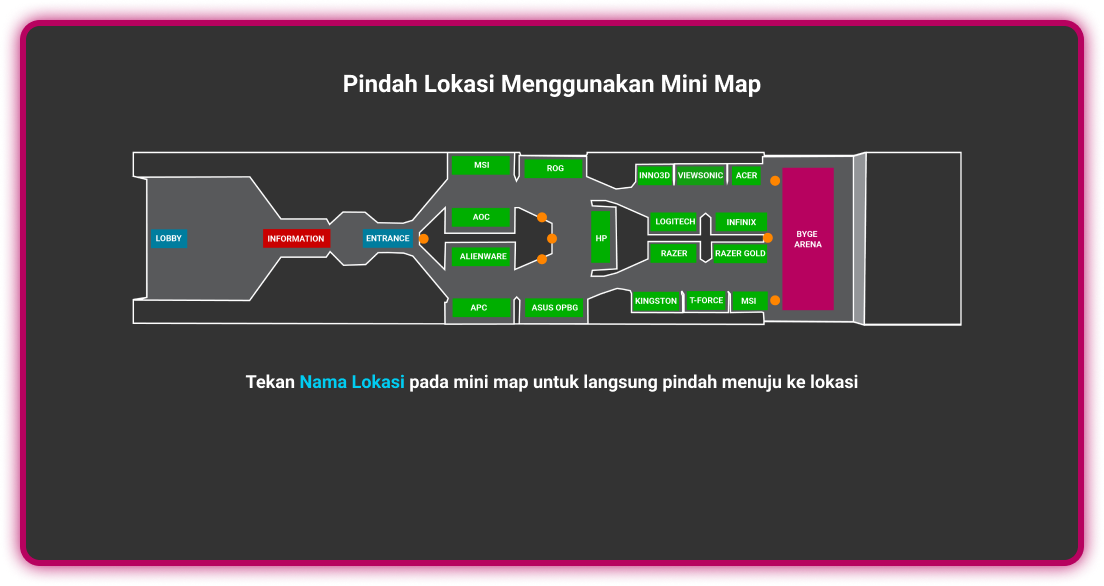 Pindah Lokasi Menggunakan Mini Map
MSI
ROG
INNO3D
VIEWSONIC
ACER
AOC
LOGITECH
INFINIX
LOBBY
INFORMATION
ENTRANCE
HP
BYGE
ARENA
ALIENWARE
RAZER
RAZER GOLD
APC
ASUS OPBG
KINGSTON
T-FORCE
MSI
Tekan Nama Lokasi pada mini map untuk langsung pindah menuju ke lokasi